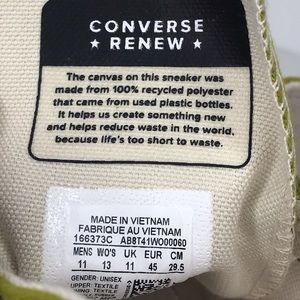 CONVERSE
★ RENEW ★
The canvas on this sneaker was
made from 100% recycled polyester
that came from used plastic bottles.
It helps us create something new
and helps reduce waste in the world,
because life's too short to waste.
MADE IN VIETNAM
FABRIQUE AU VIETNAM
166373C AB8T41WO00060
MENS WO'S UK EUR CM
11 13 11 45 29.5
GENDER: UNISEX
UPPER: TEXTILE
TEXTILE